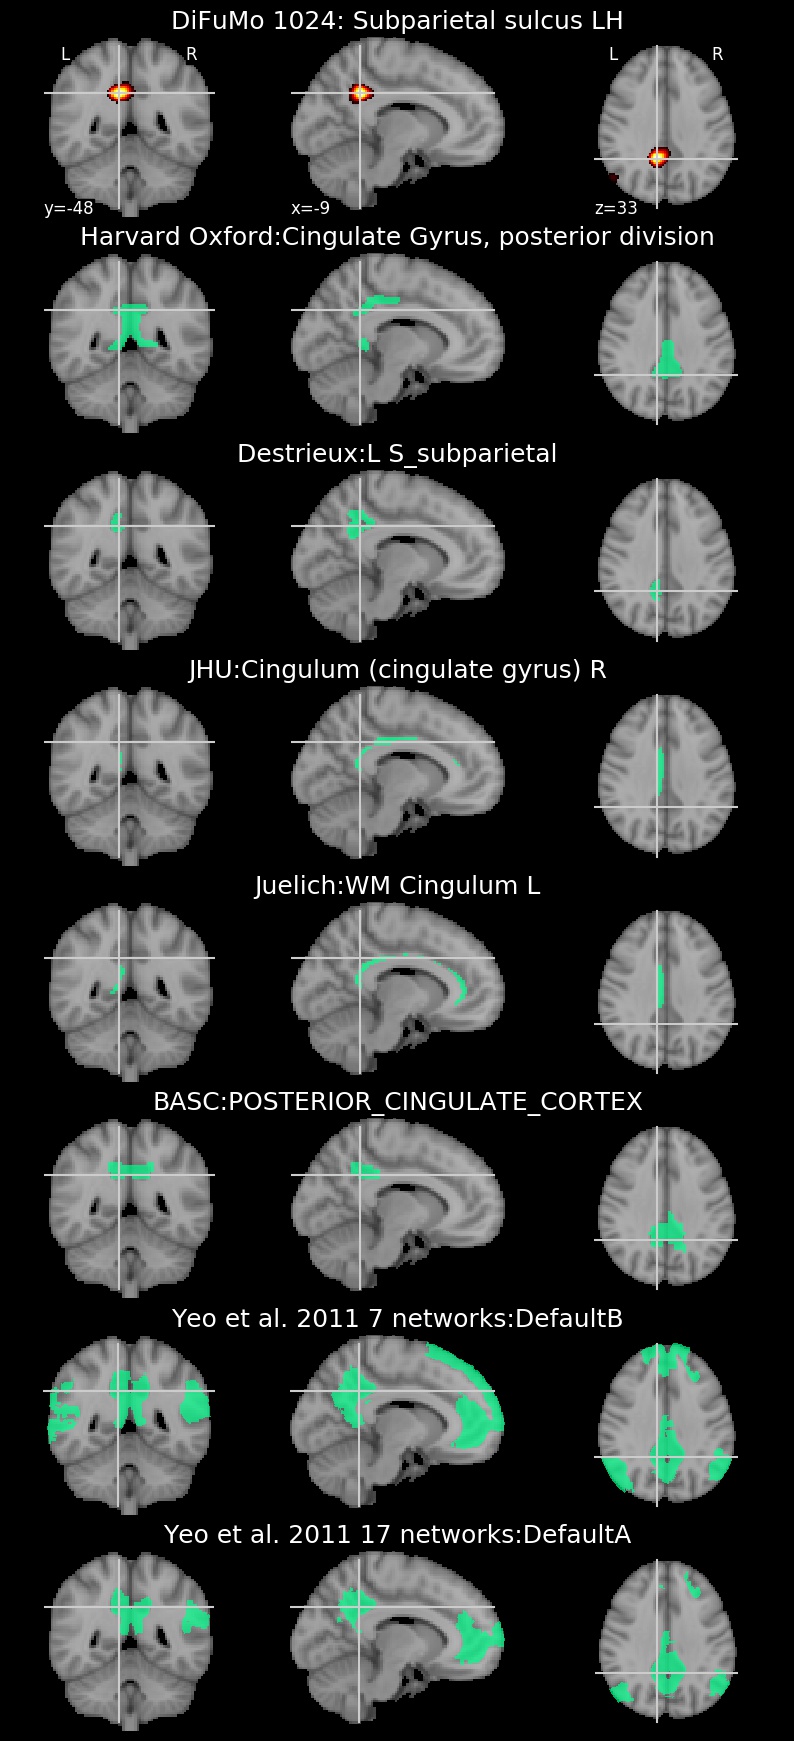 DiFuMo 1024: Subparietal sulcus LH
L R L R
y=-48 x=-9 z=33
Harvard Oxford:Cingulate Gyrus, posterior division
Destrieux:L S_subparietal
JHU:Cingulum (cingulate gyrus) R
Juelich:WM Cingulum L
BASC:POSTERIOR_CINGULATE_CORTEX
Yeo et al. 2011 7 networks:DefaultB
Yeo et al. 2011 17 networks:DefaultA